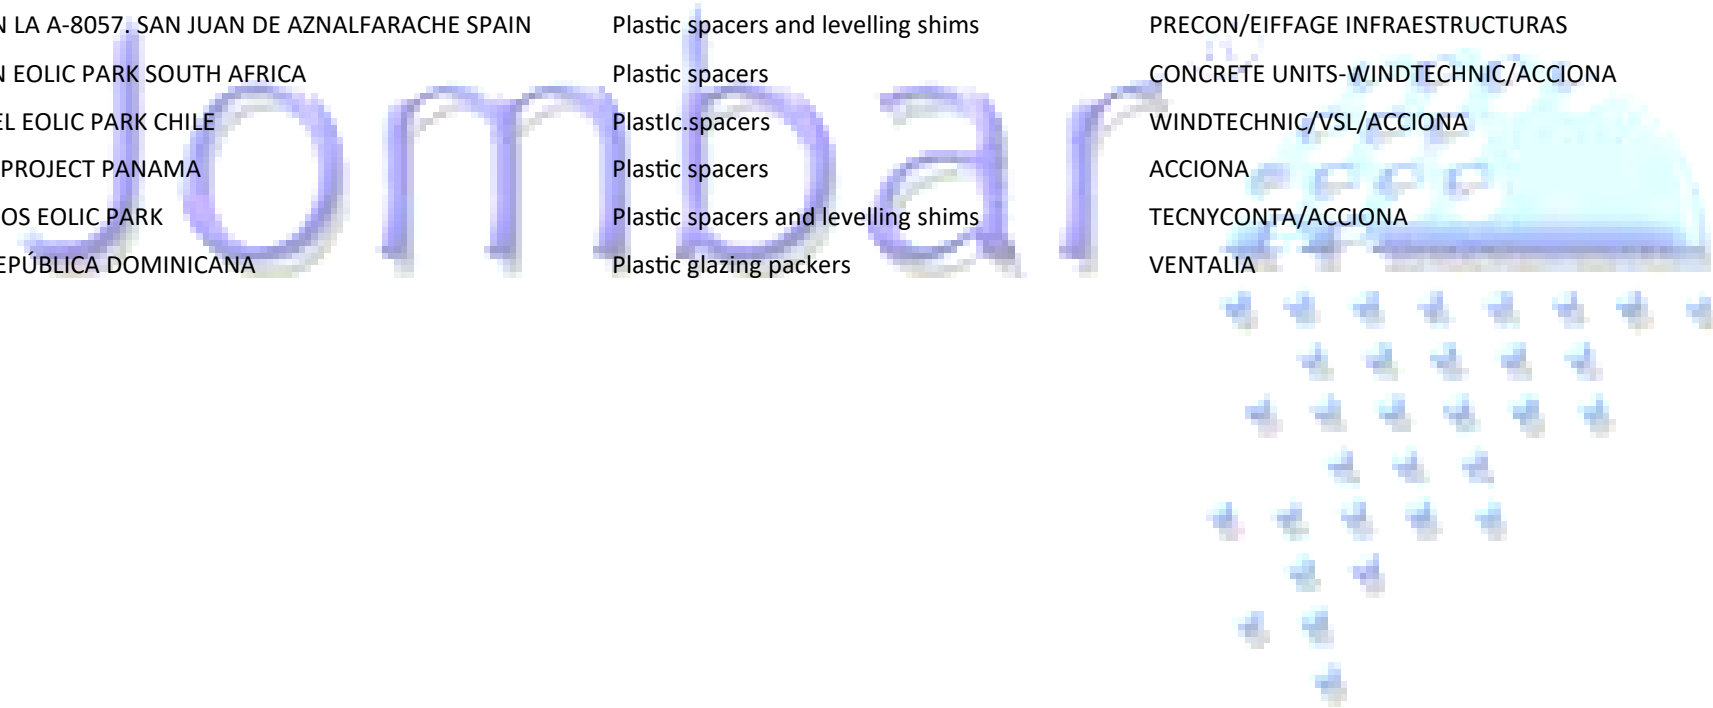 N LA A-8057. SAN JUAN DE AZNALFARACHE SPAIN Plastic spacers and levelling shims PRECON/EIFFAGE INFRAESTRUCTURAS
N EOLIC PARK SOUTH AFRICA Plastic spacers CONCRETE UNITS-WINDTECHNIC/ACCIONA
EL EOLIC PARK CHILE PlastIc.spacers WINDTECHNIC/VSL/ACCIONA
PROJECT PANAMA Plastic spacers ACCIONA
OS EOLIC PARK Plastic spacers and levelling shims TECNYCONTA/ACCIONA
EPÚBLICA DOMINICANA Plastic glazing packers VENTALIA
Jombar